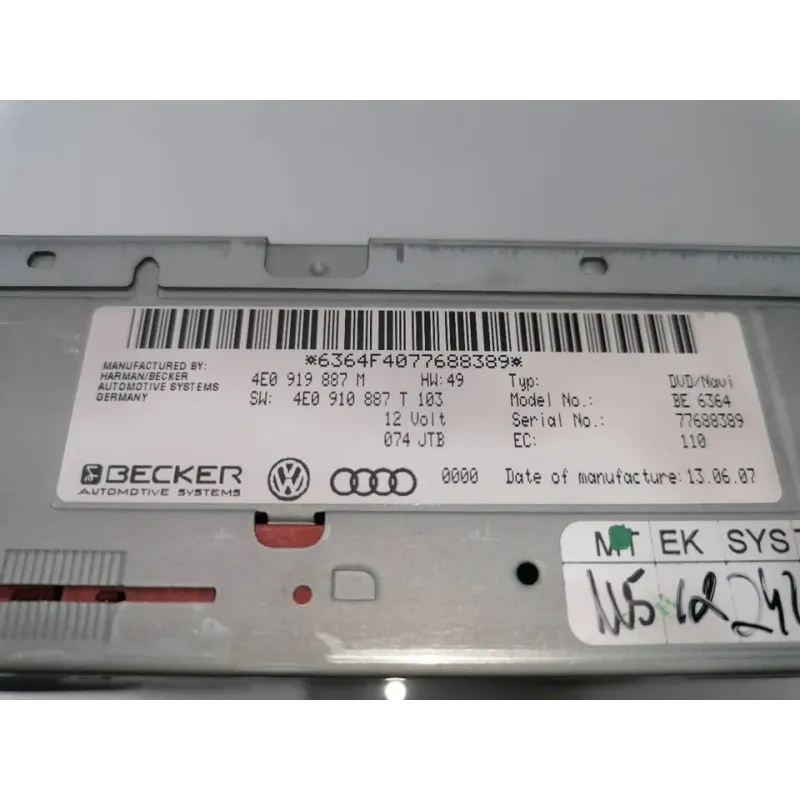 *6364F4077688389*
MANUFACTURED BY:
HARMAN/BECKER
AUTOMOTIVE SYSTEMS
GERMANY
4E0 919 887 M HW:49
SW: 4E0 910 887 T 103
12 Volt
074 JTB
Typ: DVD/Navi
Model No.: BE 6364
Serial No.: 77688389
EC: 110
BECKER
AUTOMOTIVE SYSTEMS
0000 Date of manufacture: 13.06.07
EK SYST